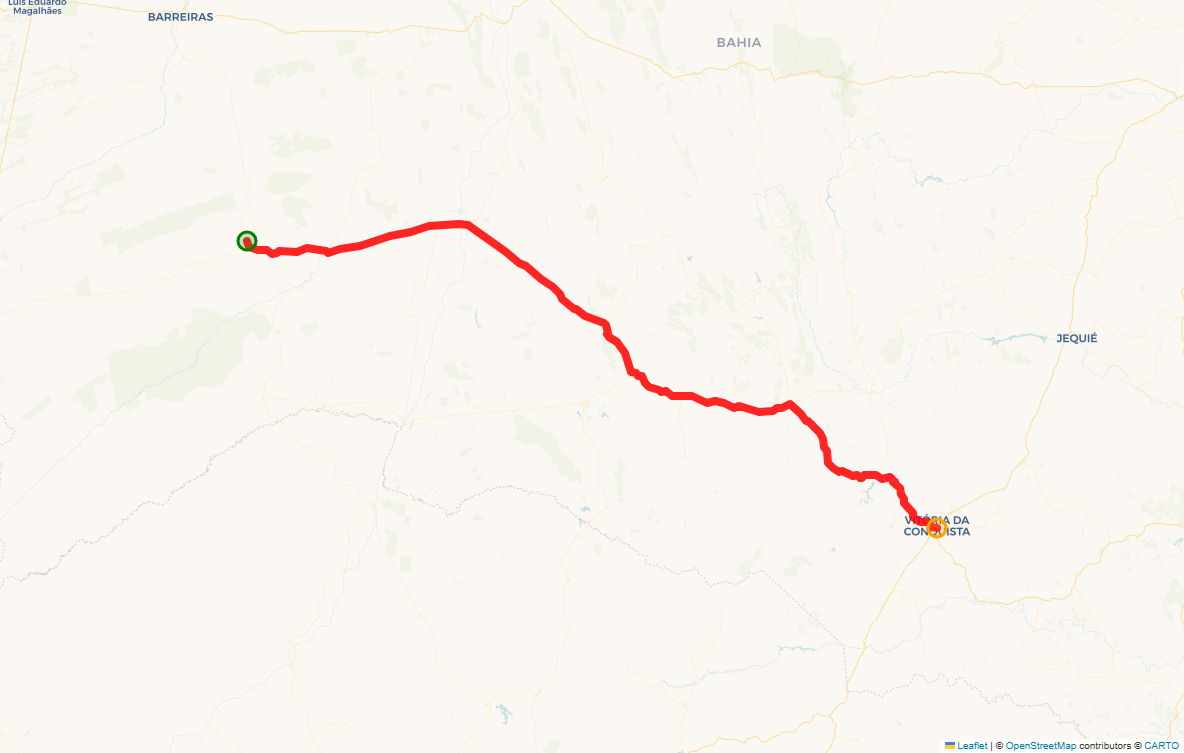 Luís Eduardo
Magalhães
BARREIRAS
BAHIA
JEQUIÉ
VITÓRIA DA
CONQUISTA
Leaflet | © OpenStreetMap contributors © CARTO